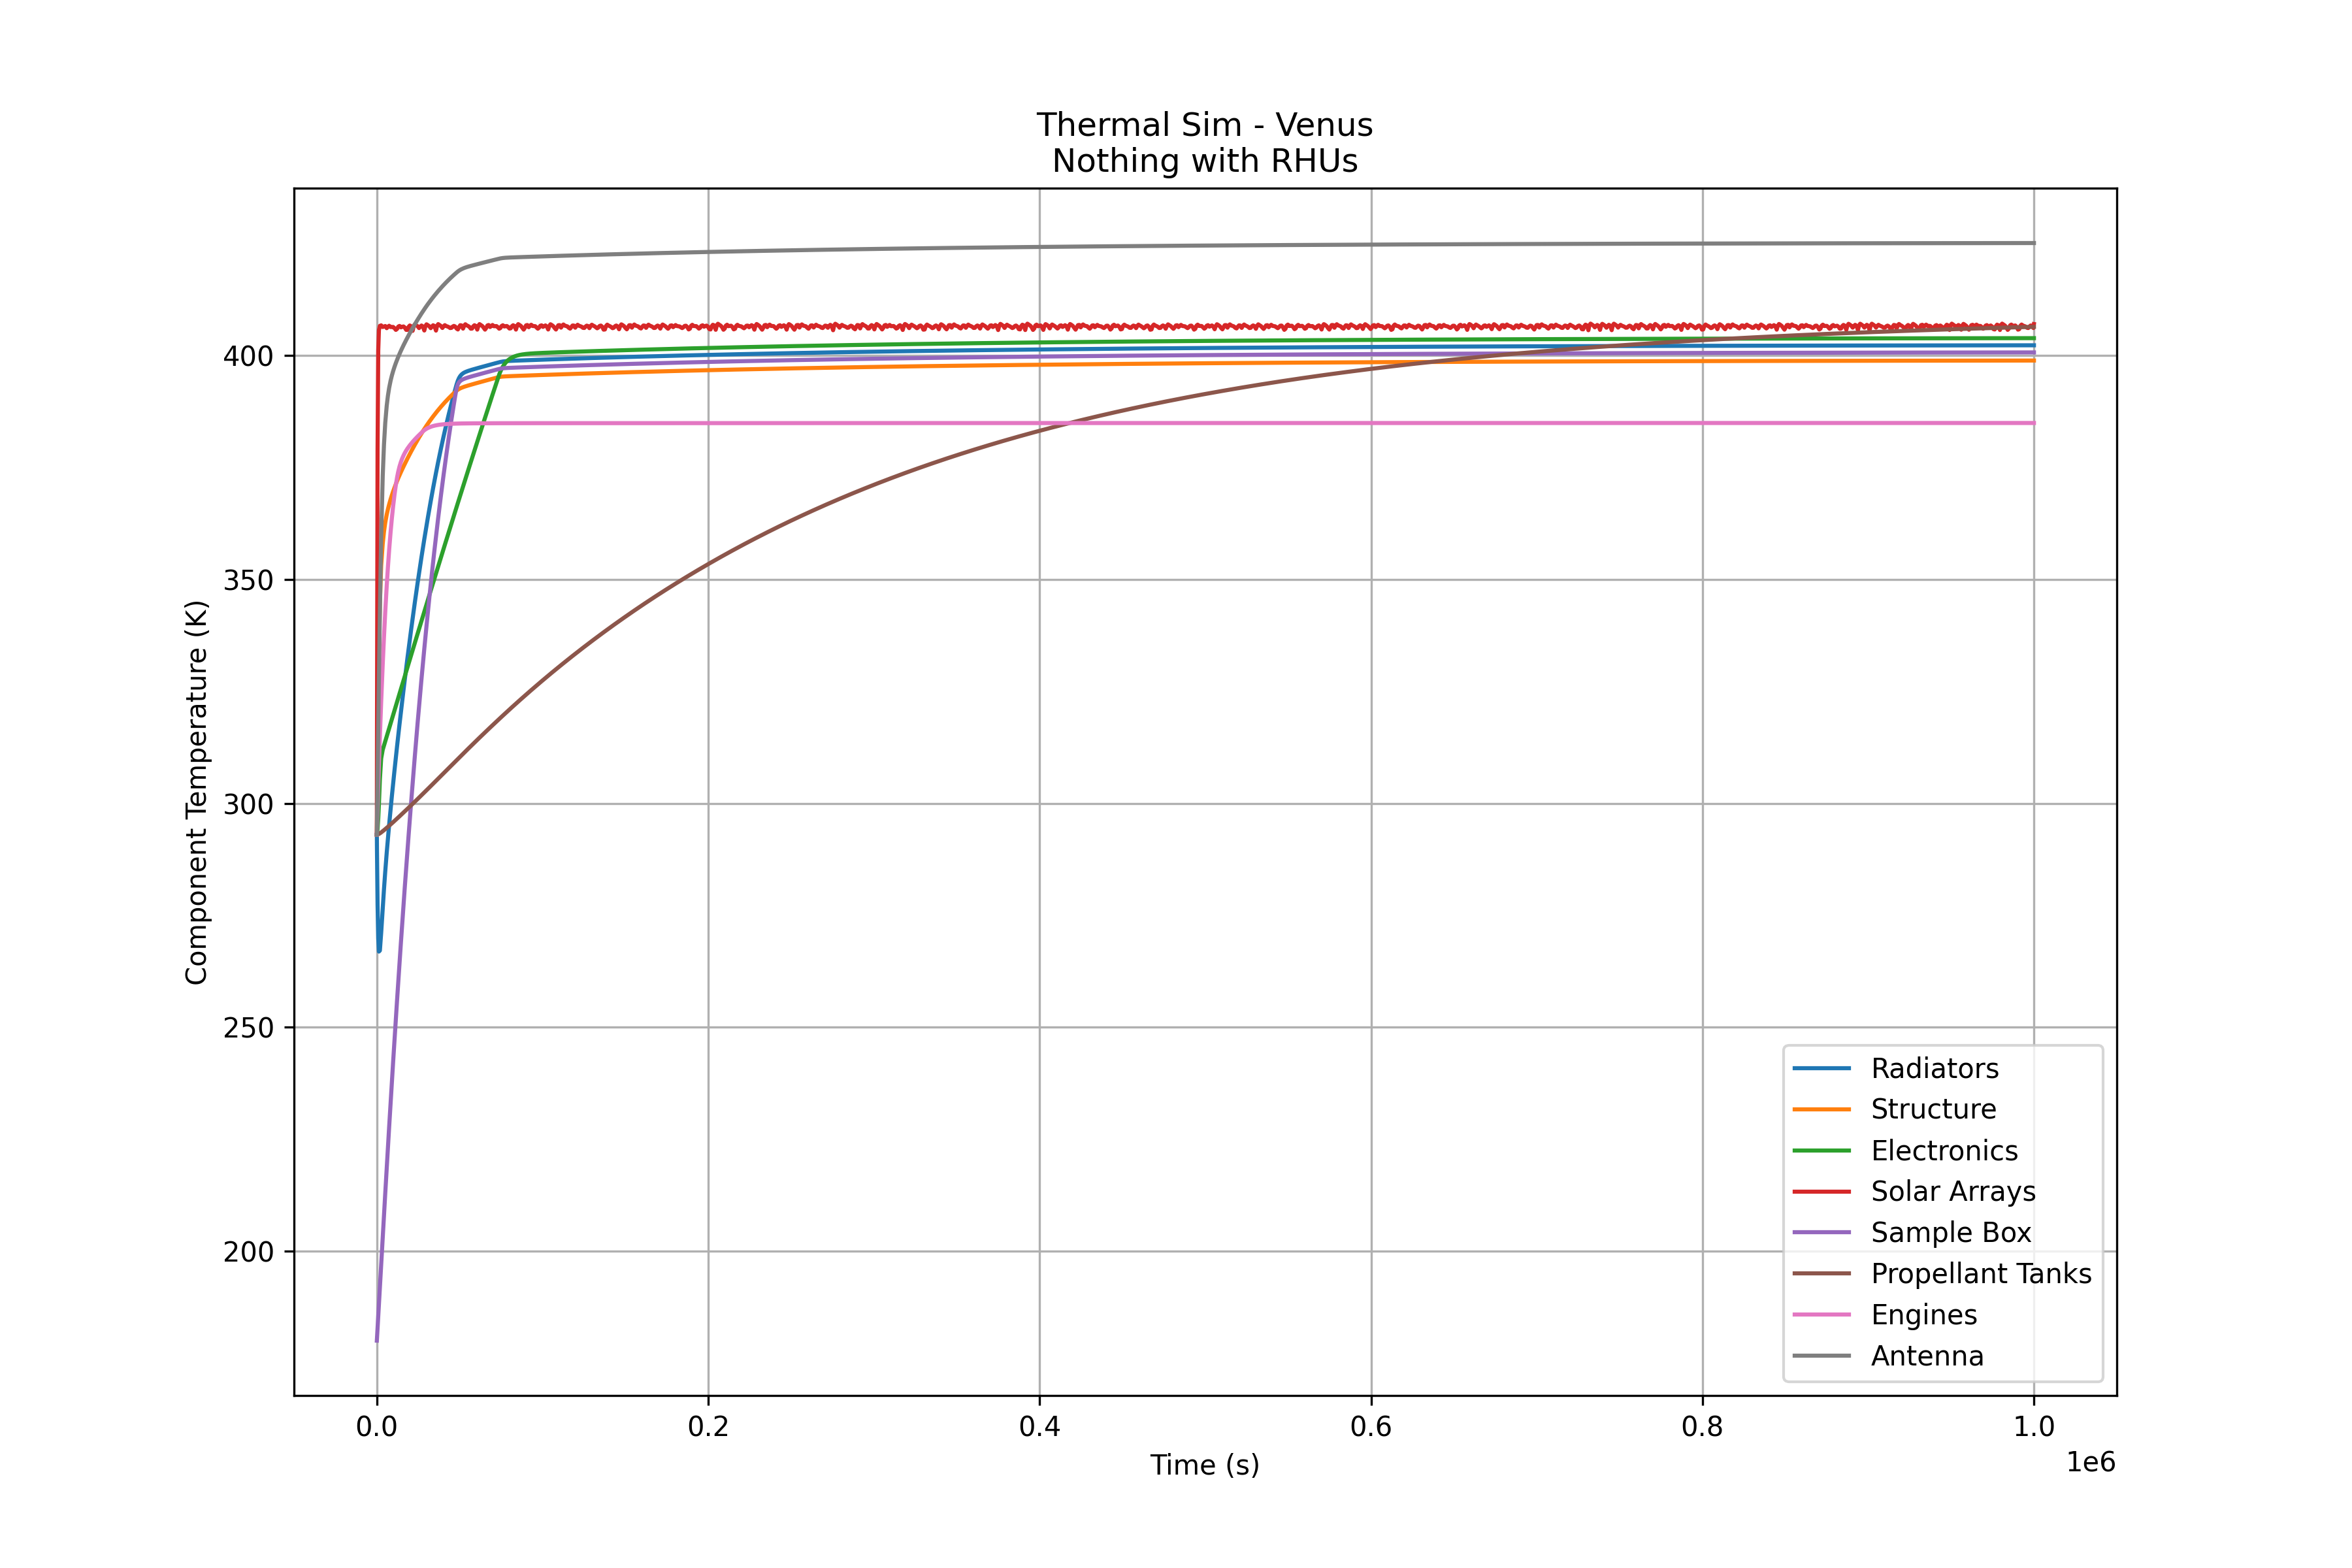 Thermal Sim - Venus
Nothing with RHUs
Component Temperature (K)
400
350
300
250
200
0.0 0.2 0.4 0.6 0.8 1.0
1e6
Time (s)
Radiators
Structure
Electronics
Solar Arrays
Sample Box
Propellant Tanks
Engines
Antenna